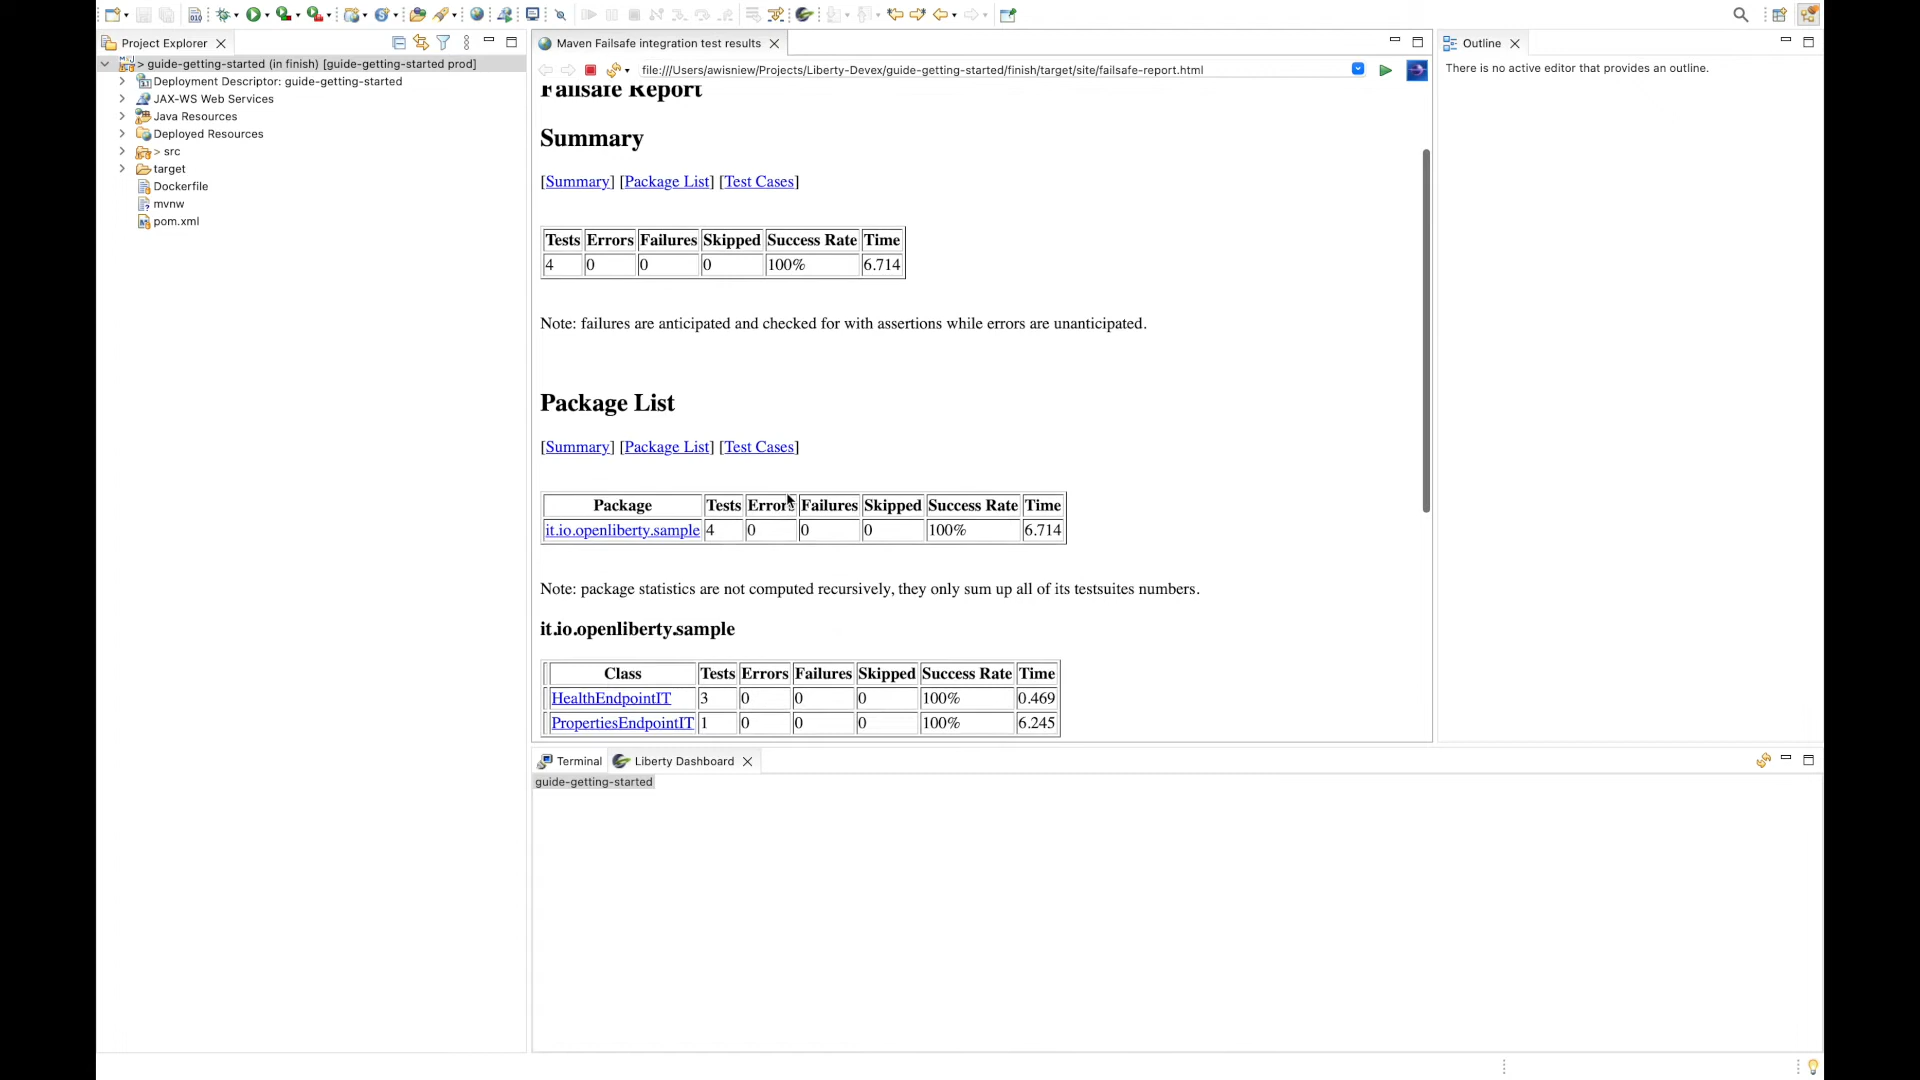 Project Explorer
> guide-getting-started (in finish) [guide-getting-started prod]
Deployment Descriptor: guide-getting-started
JAX-WS Web Services
Java Resources
Deployed Resources
> src
target
Dockerfile
mvnw
pom.xml
Maven Failsafe integration test results
file:///Users/awisniew/Projects/Liberty-Devex/guide-getting-started/finish/target/site/failsafe-report.html
Failsafe Report
Summary
[Summary] [Package List] [Test Cases]
Tests Errors Failures Skipped Success Rate Time
4 0 0 0 100% 6.714
Note: failures are anticipated and checked for with assertions while errors are unanticipated.
Package List
[Summary] [Package List] [Test Cases]
Package Tests Errors Failures Skipped Success Rate Time
it.io.openliberty.sample 4 0 0 0 100% 6.714
Note: package statistics are not computed recursively, they only sum up all of its testsuites numbers.
it.io.openliberty.sample
Class Tests Errors Failures Skipped Success Rate Time
HealthEndpointIT 3 0 0 0 100% 0.469
PropertiesEndpointIT 1 0 0 0 100% 6.245
Outline
There is no active editor that provides an outline.
Terminal Liberty Dashboard
guide-getting-started